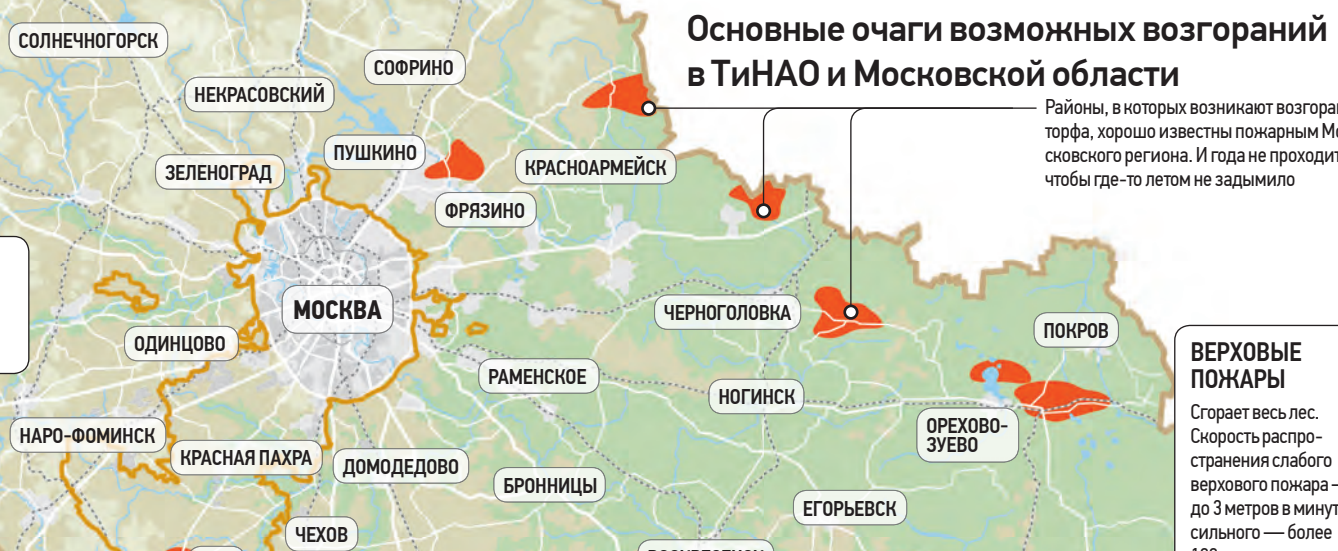 Основные очаги возможных возгораний
в ТиНАО и Московской области
Районы, в которых возникают
торфа, хорошо известны пожарным
сковского региона. И года не проходит
чтобы где-то летом не задымило
СОЛНЕЧНОГОРСК
СОФРИНО
НЕКРАСОВСКИЙ
ПУШКИНО
КРАСНОАРМЕЙСК
ЗЕЛЕНОГРАД
ФРЯЗИНО
МОСКВА
ЧЕРНОГОЛОВКА
ПОКРОВ
ОДИНЦОВО
РАМЕНСКОЕ
НОГИНСК
ОРЕХОВО-
ЗУЕВО
НАРО-ФОМИНСК
КРАСНАЯ ПАХРА
ДОМОДЕДОВО
БРОННИЦЫ
ЕГОРЬЕВСК
ЧЕХОВ
ВЕРХОВЫЕ
ПОЖАРЫ
Сгорает весь лес.
Скорость распро-
странения слабого
верхового пожара —
до 3 метров в минут
сильного — более